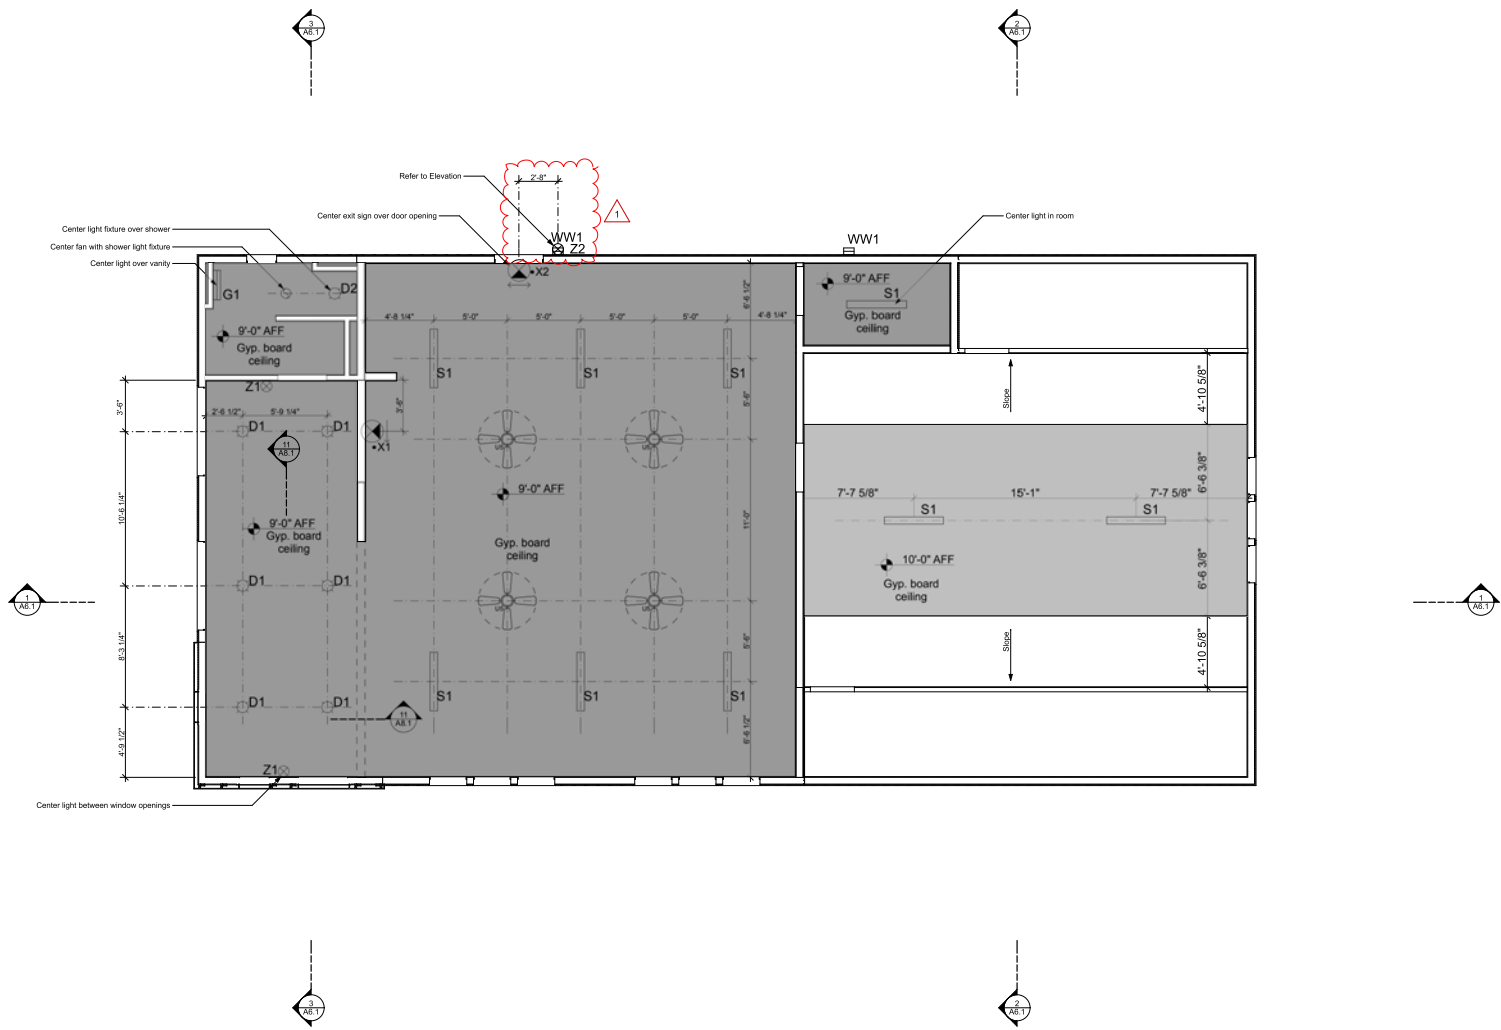 3
A6.1
2
A6.1
Refer to Elevation
2'-8"
1
Center exit sign over door opening
Center light in room
Center light fixture over shower
Center fan with shower light fixture
Center light over vanity
WW1
Z2
WW1
X2
G1
D2
9'-0" AFF
Gyp. board
ceiling
9'-0" AFF
S1
Gyp. board
ceiling
6'-6 1/2"
4'-8 1/4"
5'-0"
5'-0"
5'-0"
5'-0"
4'-8 1/4"
S1
S1
S1
Z1
3'-6"
2'-6 1/2"
5'-9 1/4"
3'-6"
5'-6"
Slope
4'-10 5/8"
D1
D1
11
A8.1
X1
9'-0" AFF
10'-6 1/4"
9'-0" AFF
Gyp. board
ceiling
Gyp. board
ceiling
11'-0"
6'-6 3/8"
7'-7 5/8"
15'-1"
7'-7 5/8"
S1
S1
10'-0" AFF
Gyp. board
ceiling
6'-6 3/8"
D1
D1
1
A6.1
1
A6.1
8'-3 1/4"
5'-6"
Slope
4'-10 5/8"
D1
D1
11
A8.1
S1
S1
S1
4'-9 1/2"
6'-6 1/2"
Z1
Center light between window openings
3
A6.1
2
A6.1